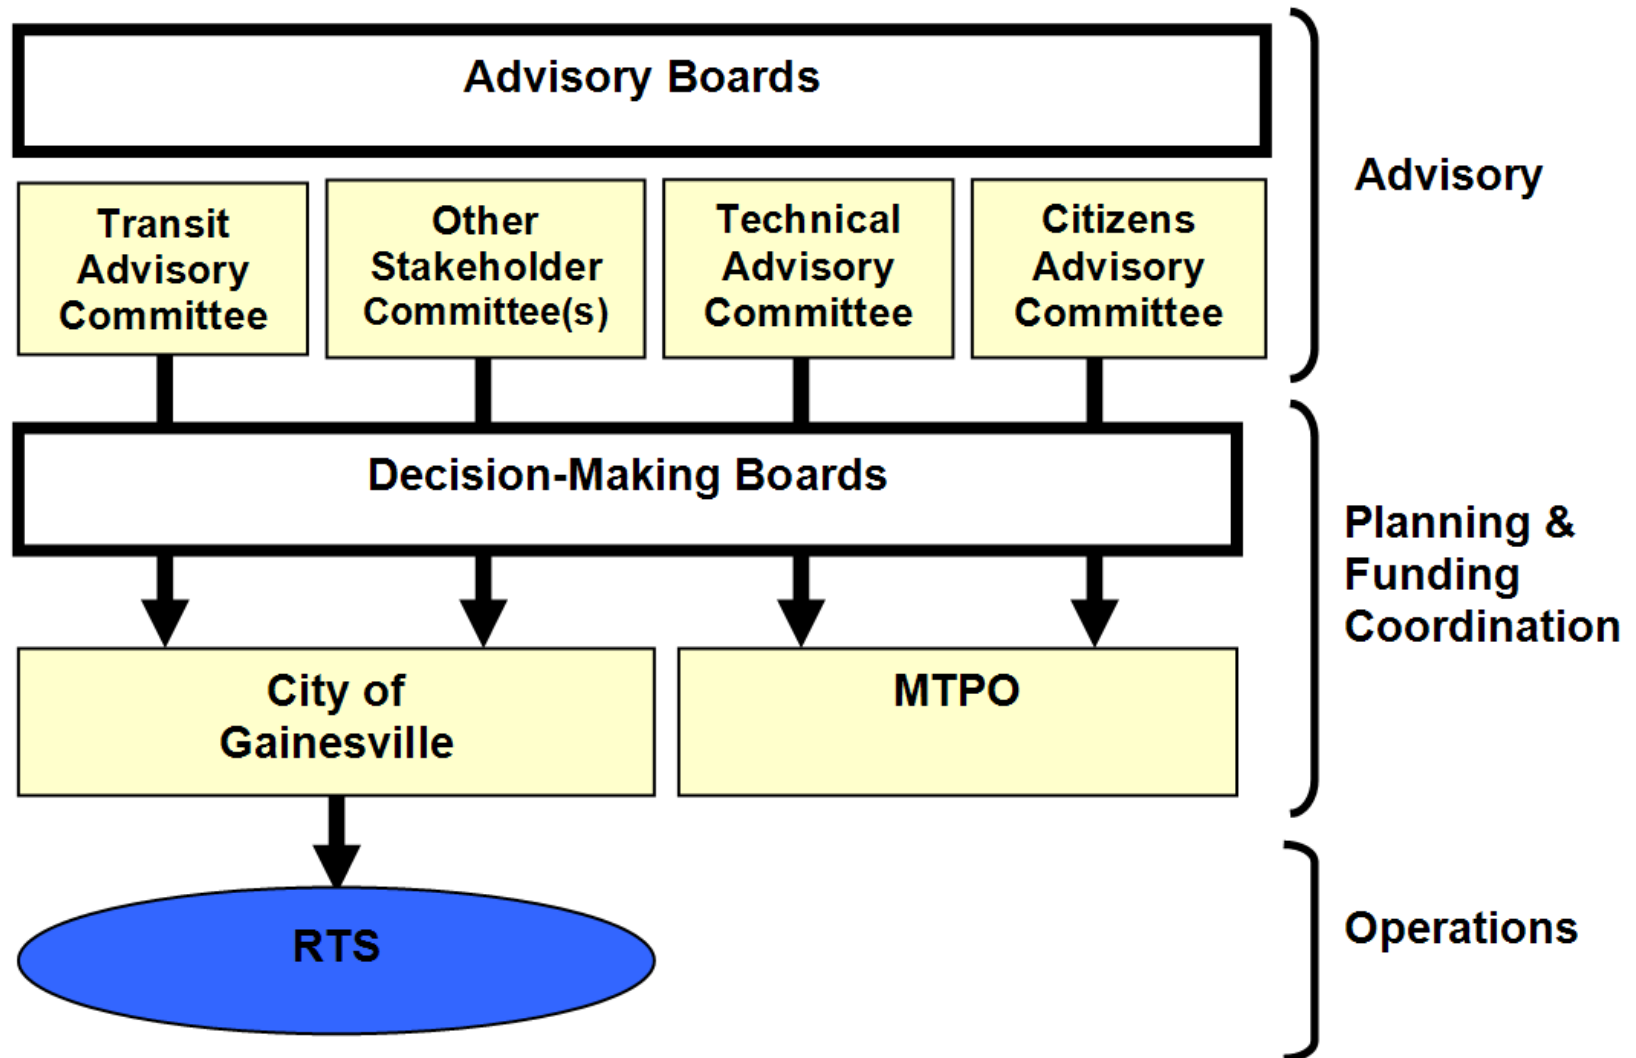 Advisory Boards
Advisory
Transit
Advisory
Committee
Other
Stakeholder
Committee(s)
Technical
Advisory
Committee
Citizens
Advisory
Committee
Decision-Making Boards
Planning &
Funding
Coordination
City of
Gainesville
MTPO
RTS
Operations